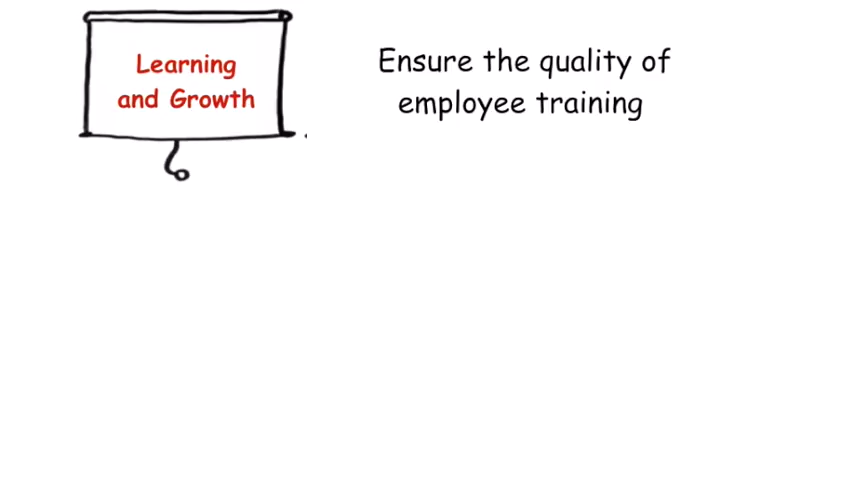 Learning
and Growth
Ensure the quality of
employee training